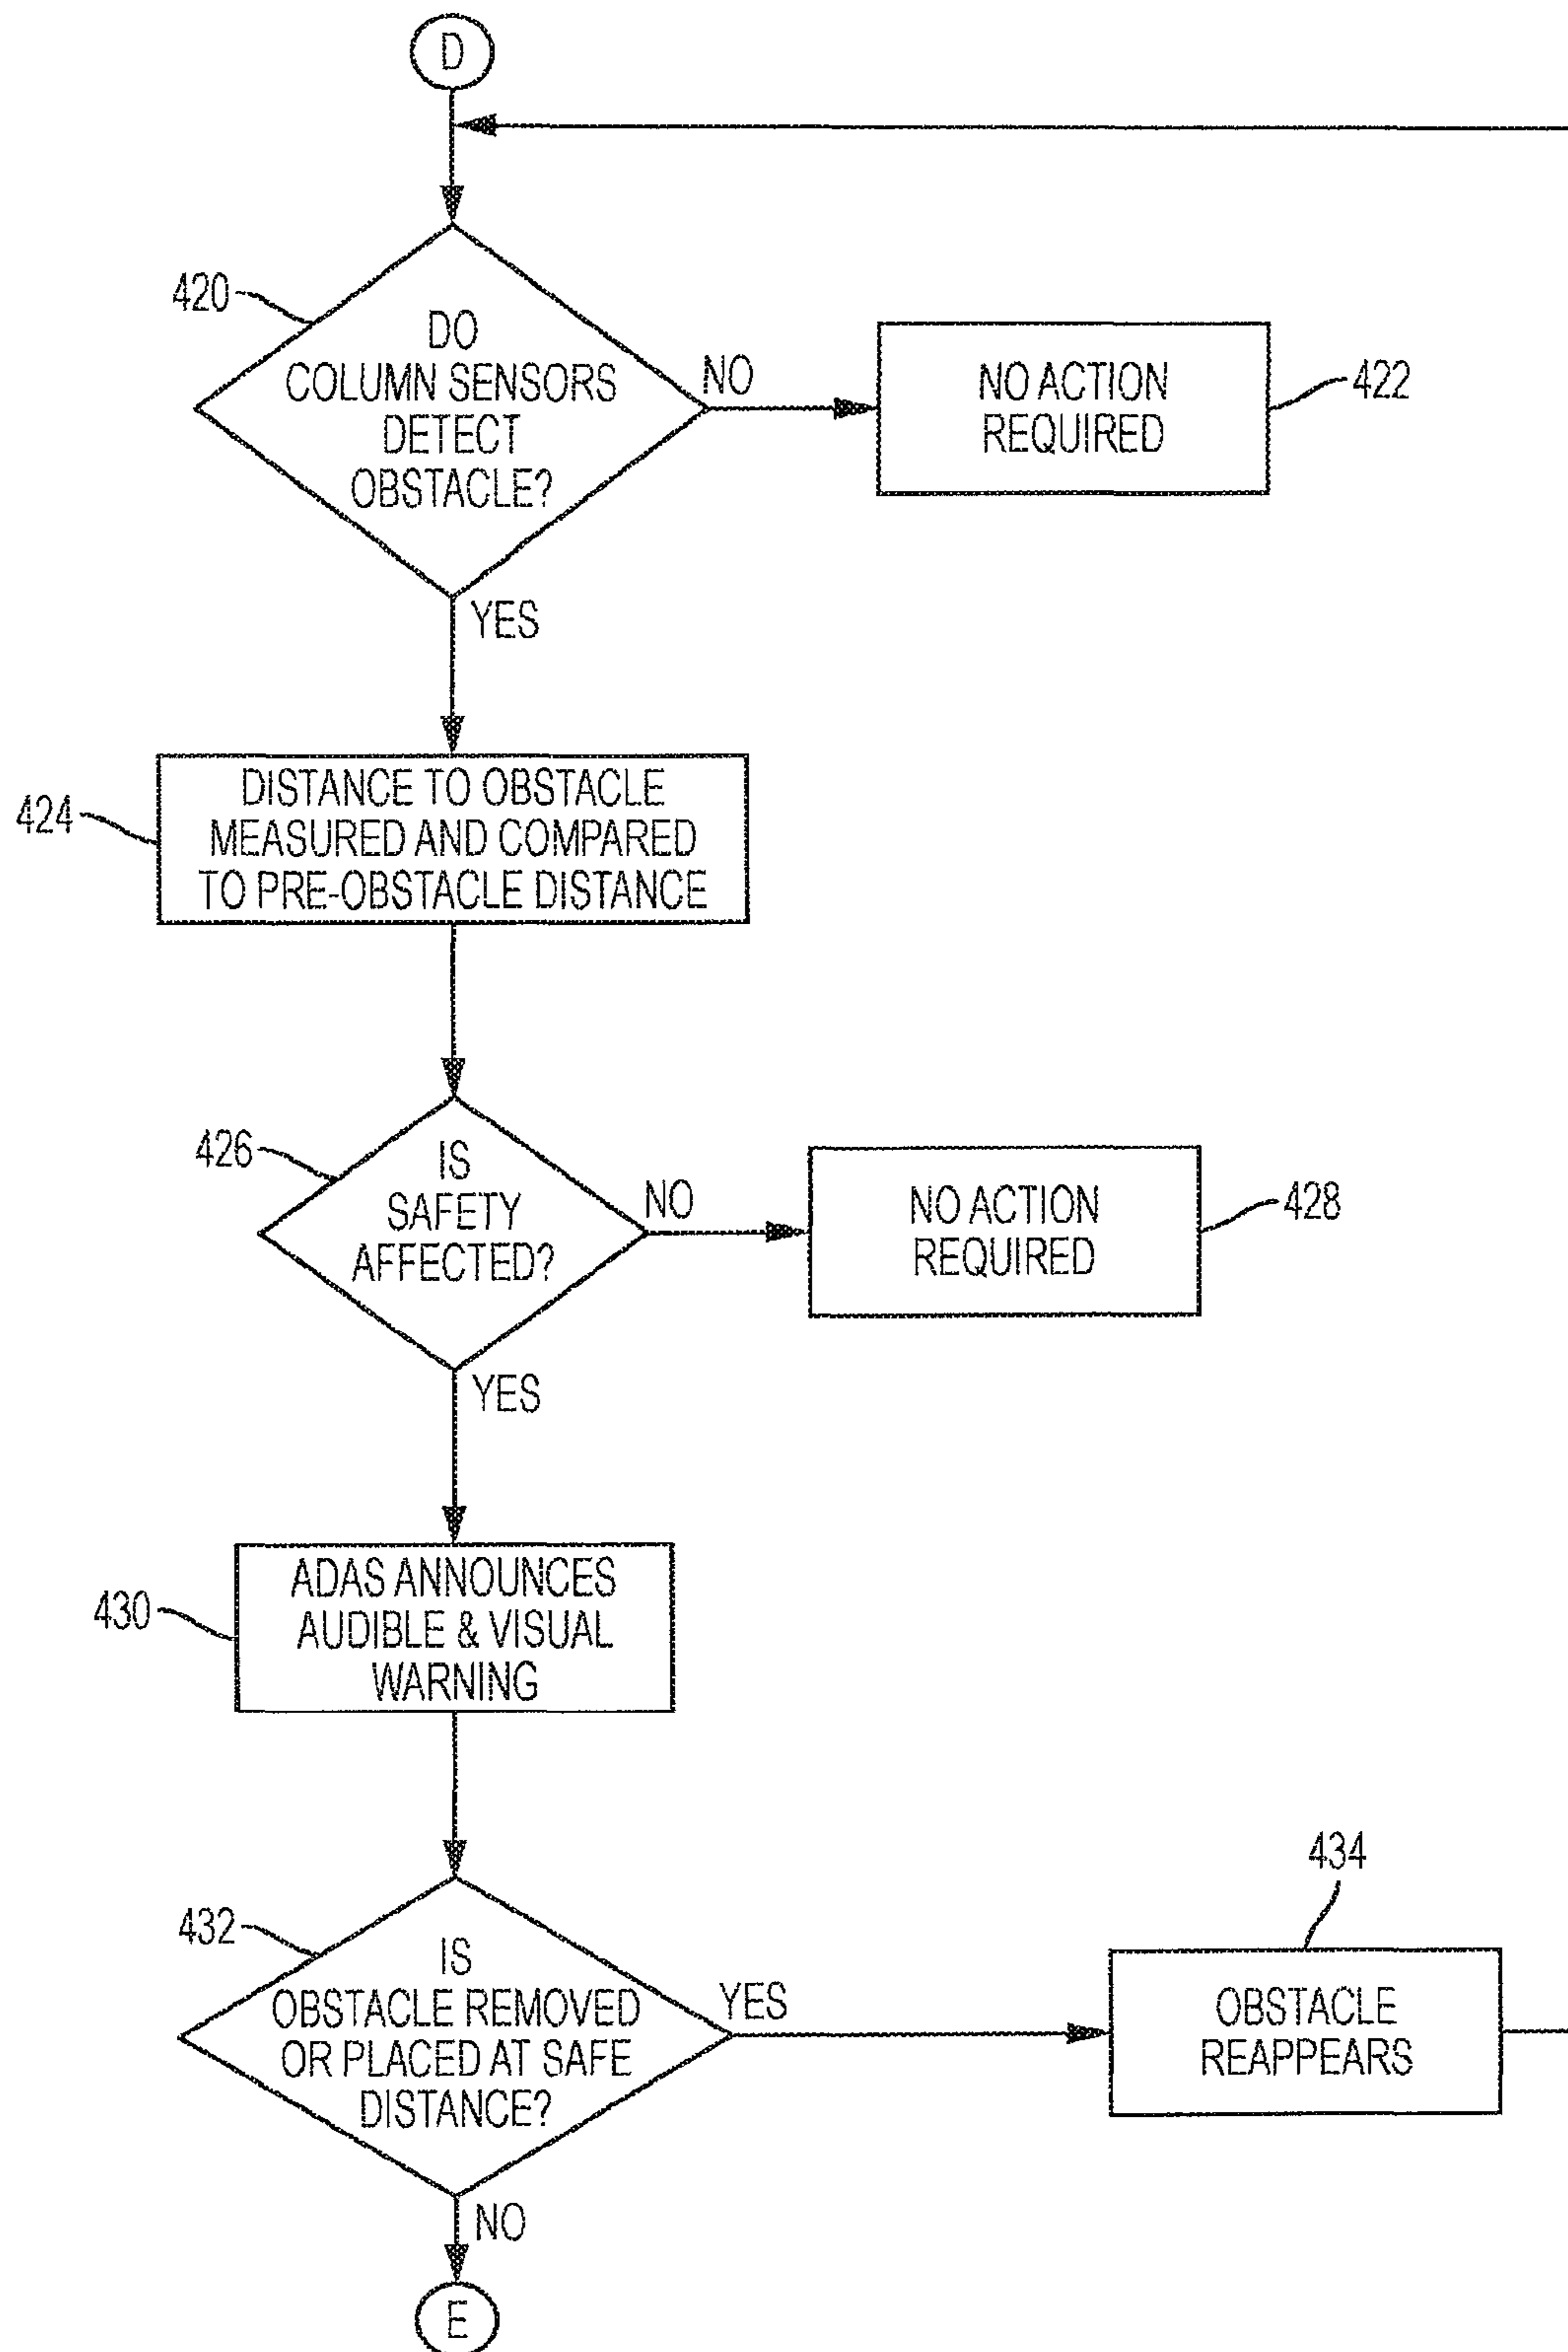 D
420
DO
COLUMN SENSORS
DETECT
OBSTACLE?
NO
NO ACTION
REQUIRED
422
YES
424
DISTANCE TO OBSTACLE
MEASURED AND COMPARED
TO PRE-OBSTACLE DISTANCE
426
IS
SAFETY
AFFECTED?
NO
NO ACTION
REQUIRED
428
YES
430
ADAS ANNOUNCES
AUDIBLE & VISUAL
WARNING
432
IS
OBSTACLE REMOVED
OR PLACED AT SAFE
DISTANCE?
YES
434
OBSTACLE
REAPPEARS
NO
E